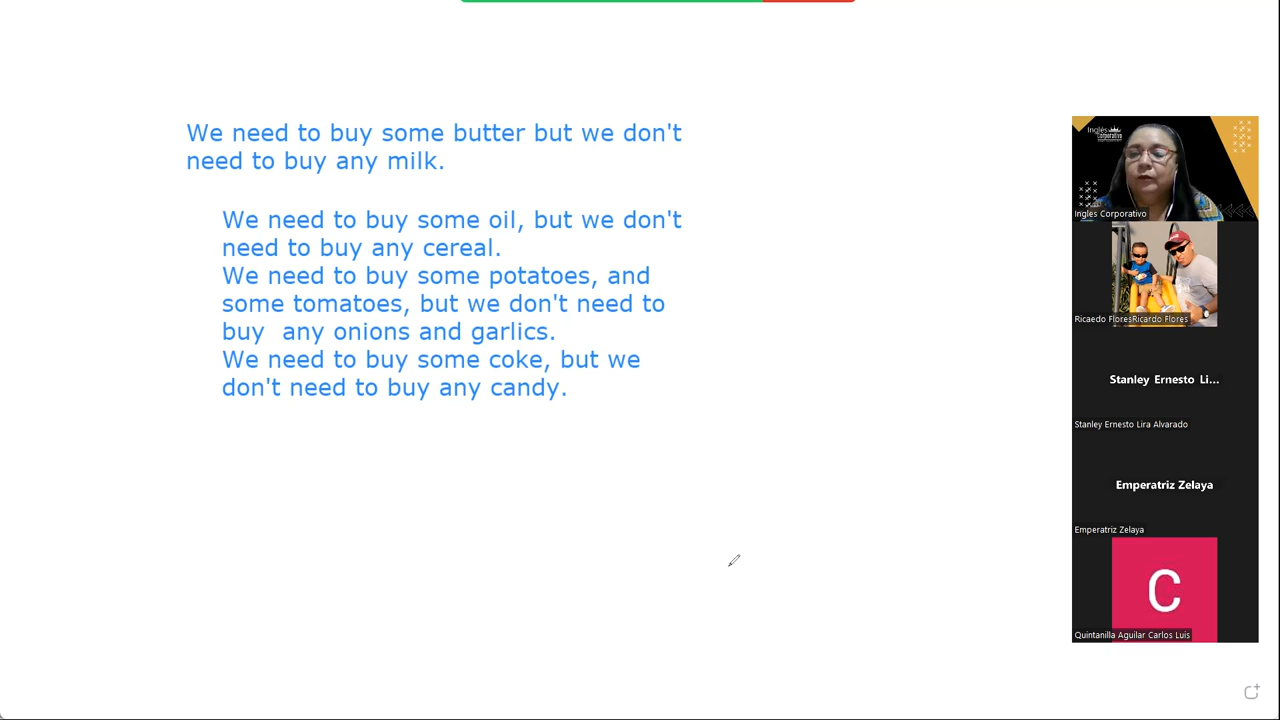 We need to buy some butter but we don't
need to buy any milk.
We need to buy some oil, but we don't
need to buy any cereal.
We need to buy some potatoes, and
some tomatoes, but we don't need to
buy  any onions and garlics.
We need to buy some coke, but we
don't need to buy any candy.
Inglés
Corporativo
Ingles Corporativo
Ricaedo FloresRicardo Flores
Stanley Ernesto Li...
Stanley Ernesto Lira Alvarado
Emperatriz Zelaya
Emperatriz Zelaya
C
Quintanilla Aguilar Carlos Luis